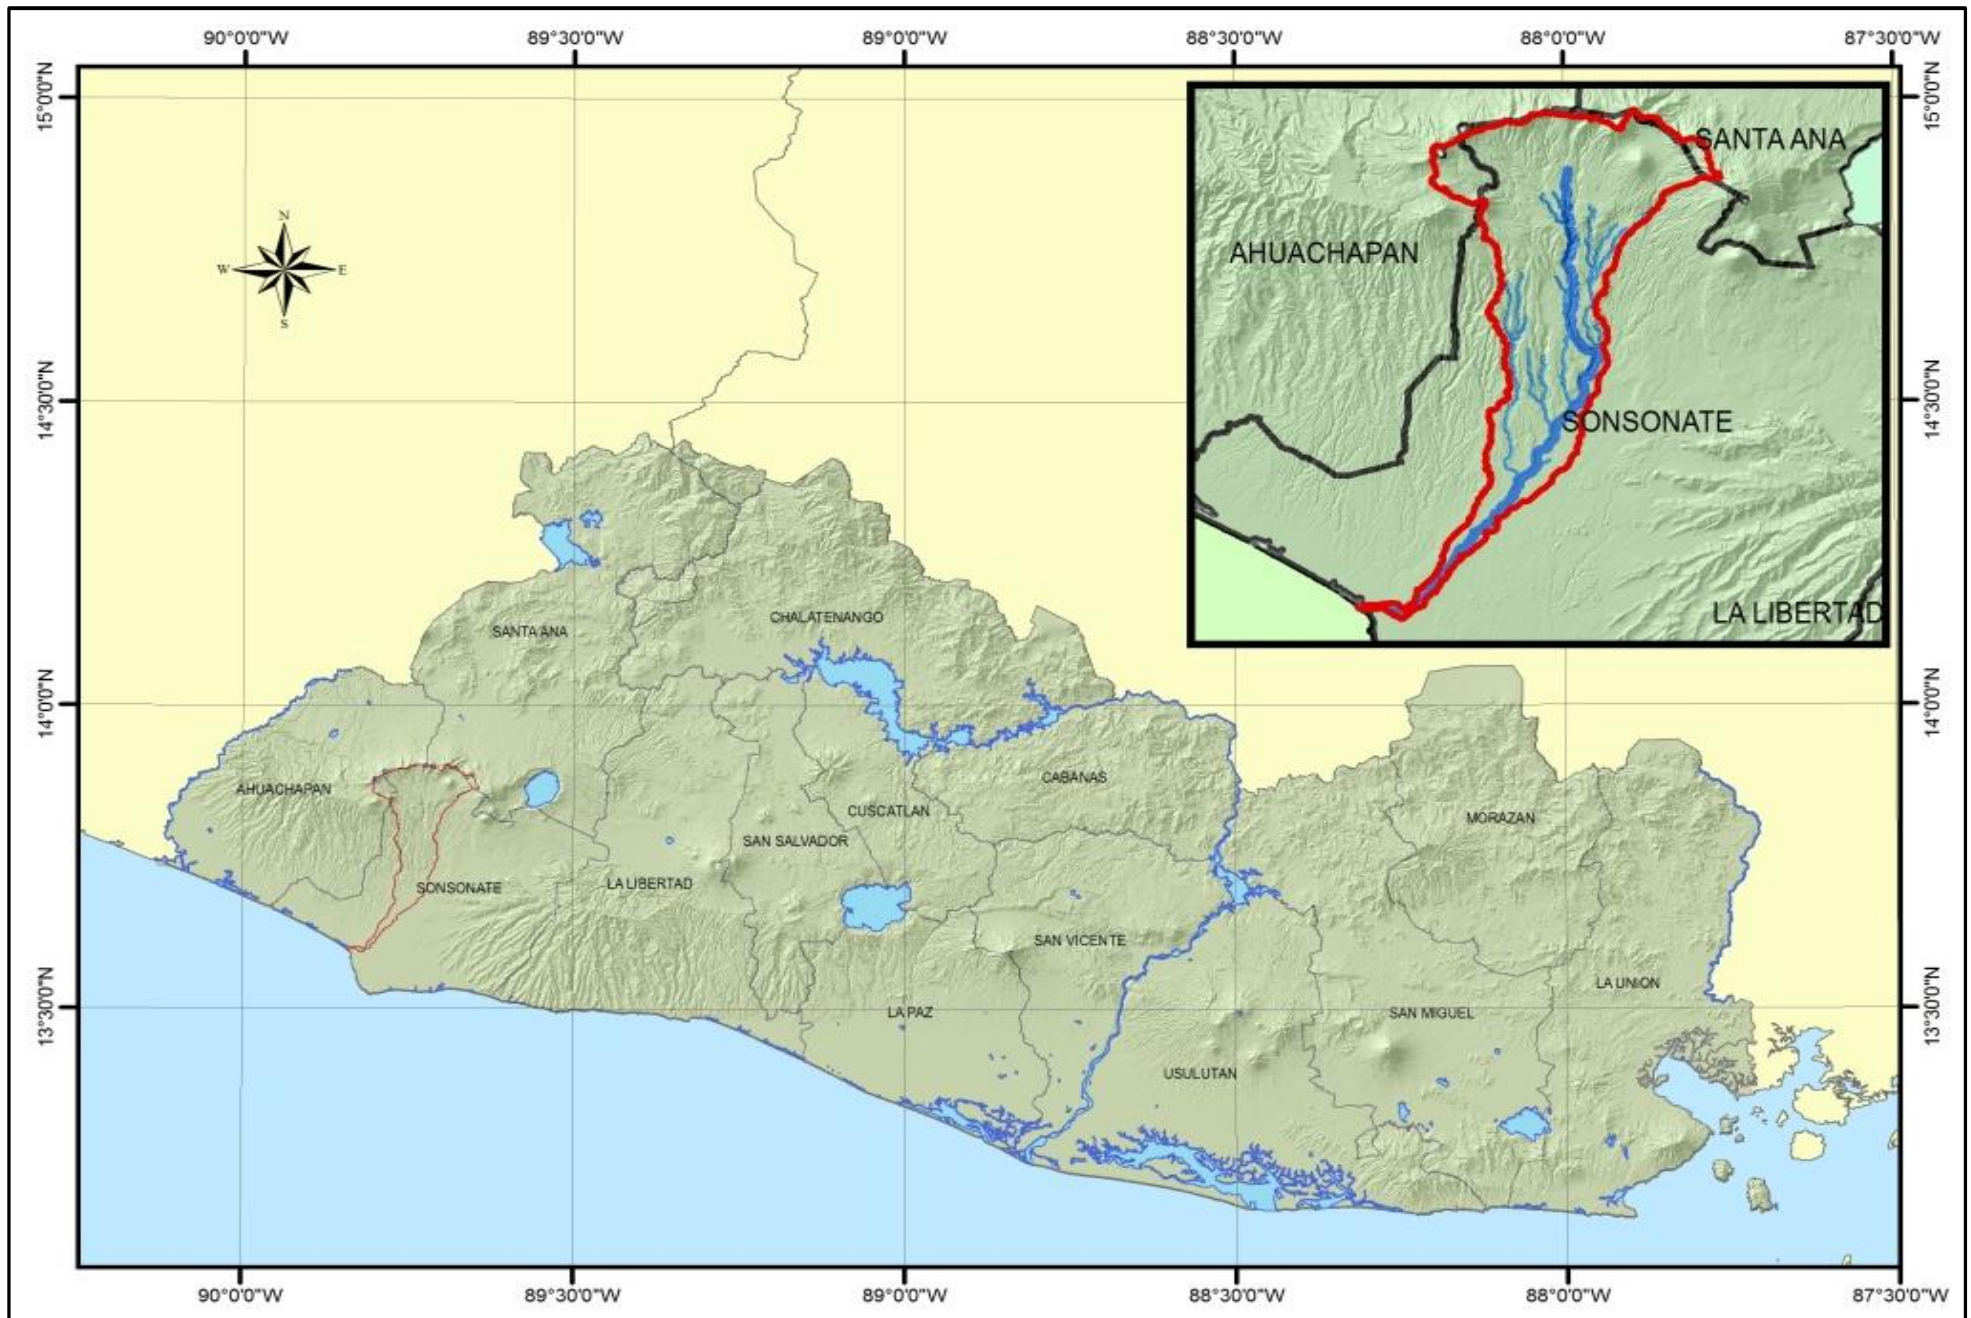 90°0'0"W 89°30'0"W 89°0'0"W 88°30'0"W 88°0'0"W 87°30'0"W
15°0'0"N
15°0'0"N
SANTA ANA
AHUACHAPAN
SONSONATE
LA LIBERTAD
N
W E
S
14°30'0"N
14°30'0"N
CHALATENANGO
SANTA ANA
14°0'0"N
14°0'0"N
CABANAS
AHUACHAPAN
CUSCATLAN
MORAZAN
SAN SALVADOR
SONSONATE
LA LIBERTAD
SAN VICENTE
LA UNION
13°30'0"N
13°30'0"N
LA PAZ
SAN MIGUEL
USULUTAN
90°0'0"W 89°30'0"W 89°0'0"W 88°30'0"W 88°0'0"W 87°30'0"W